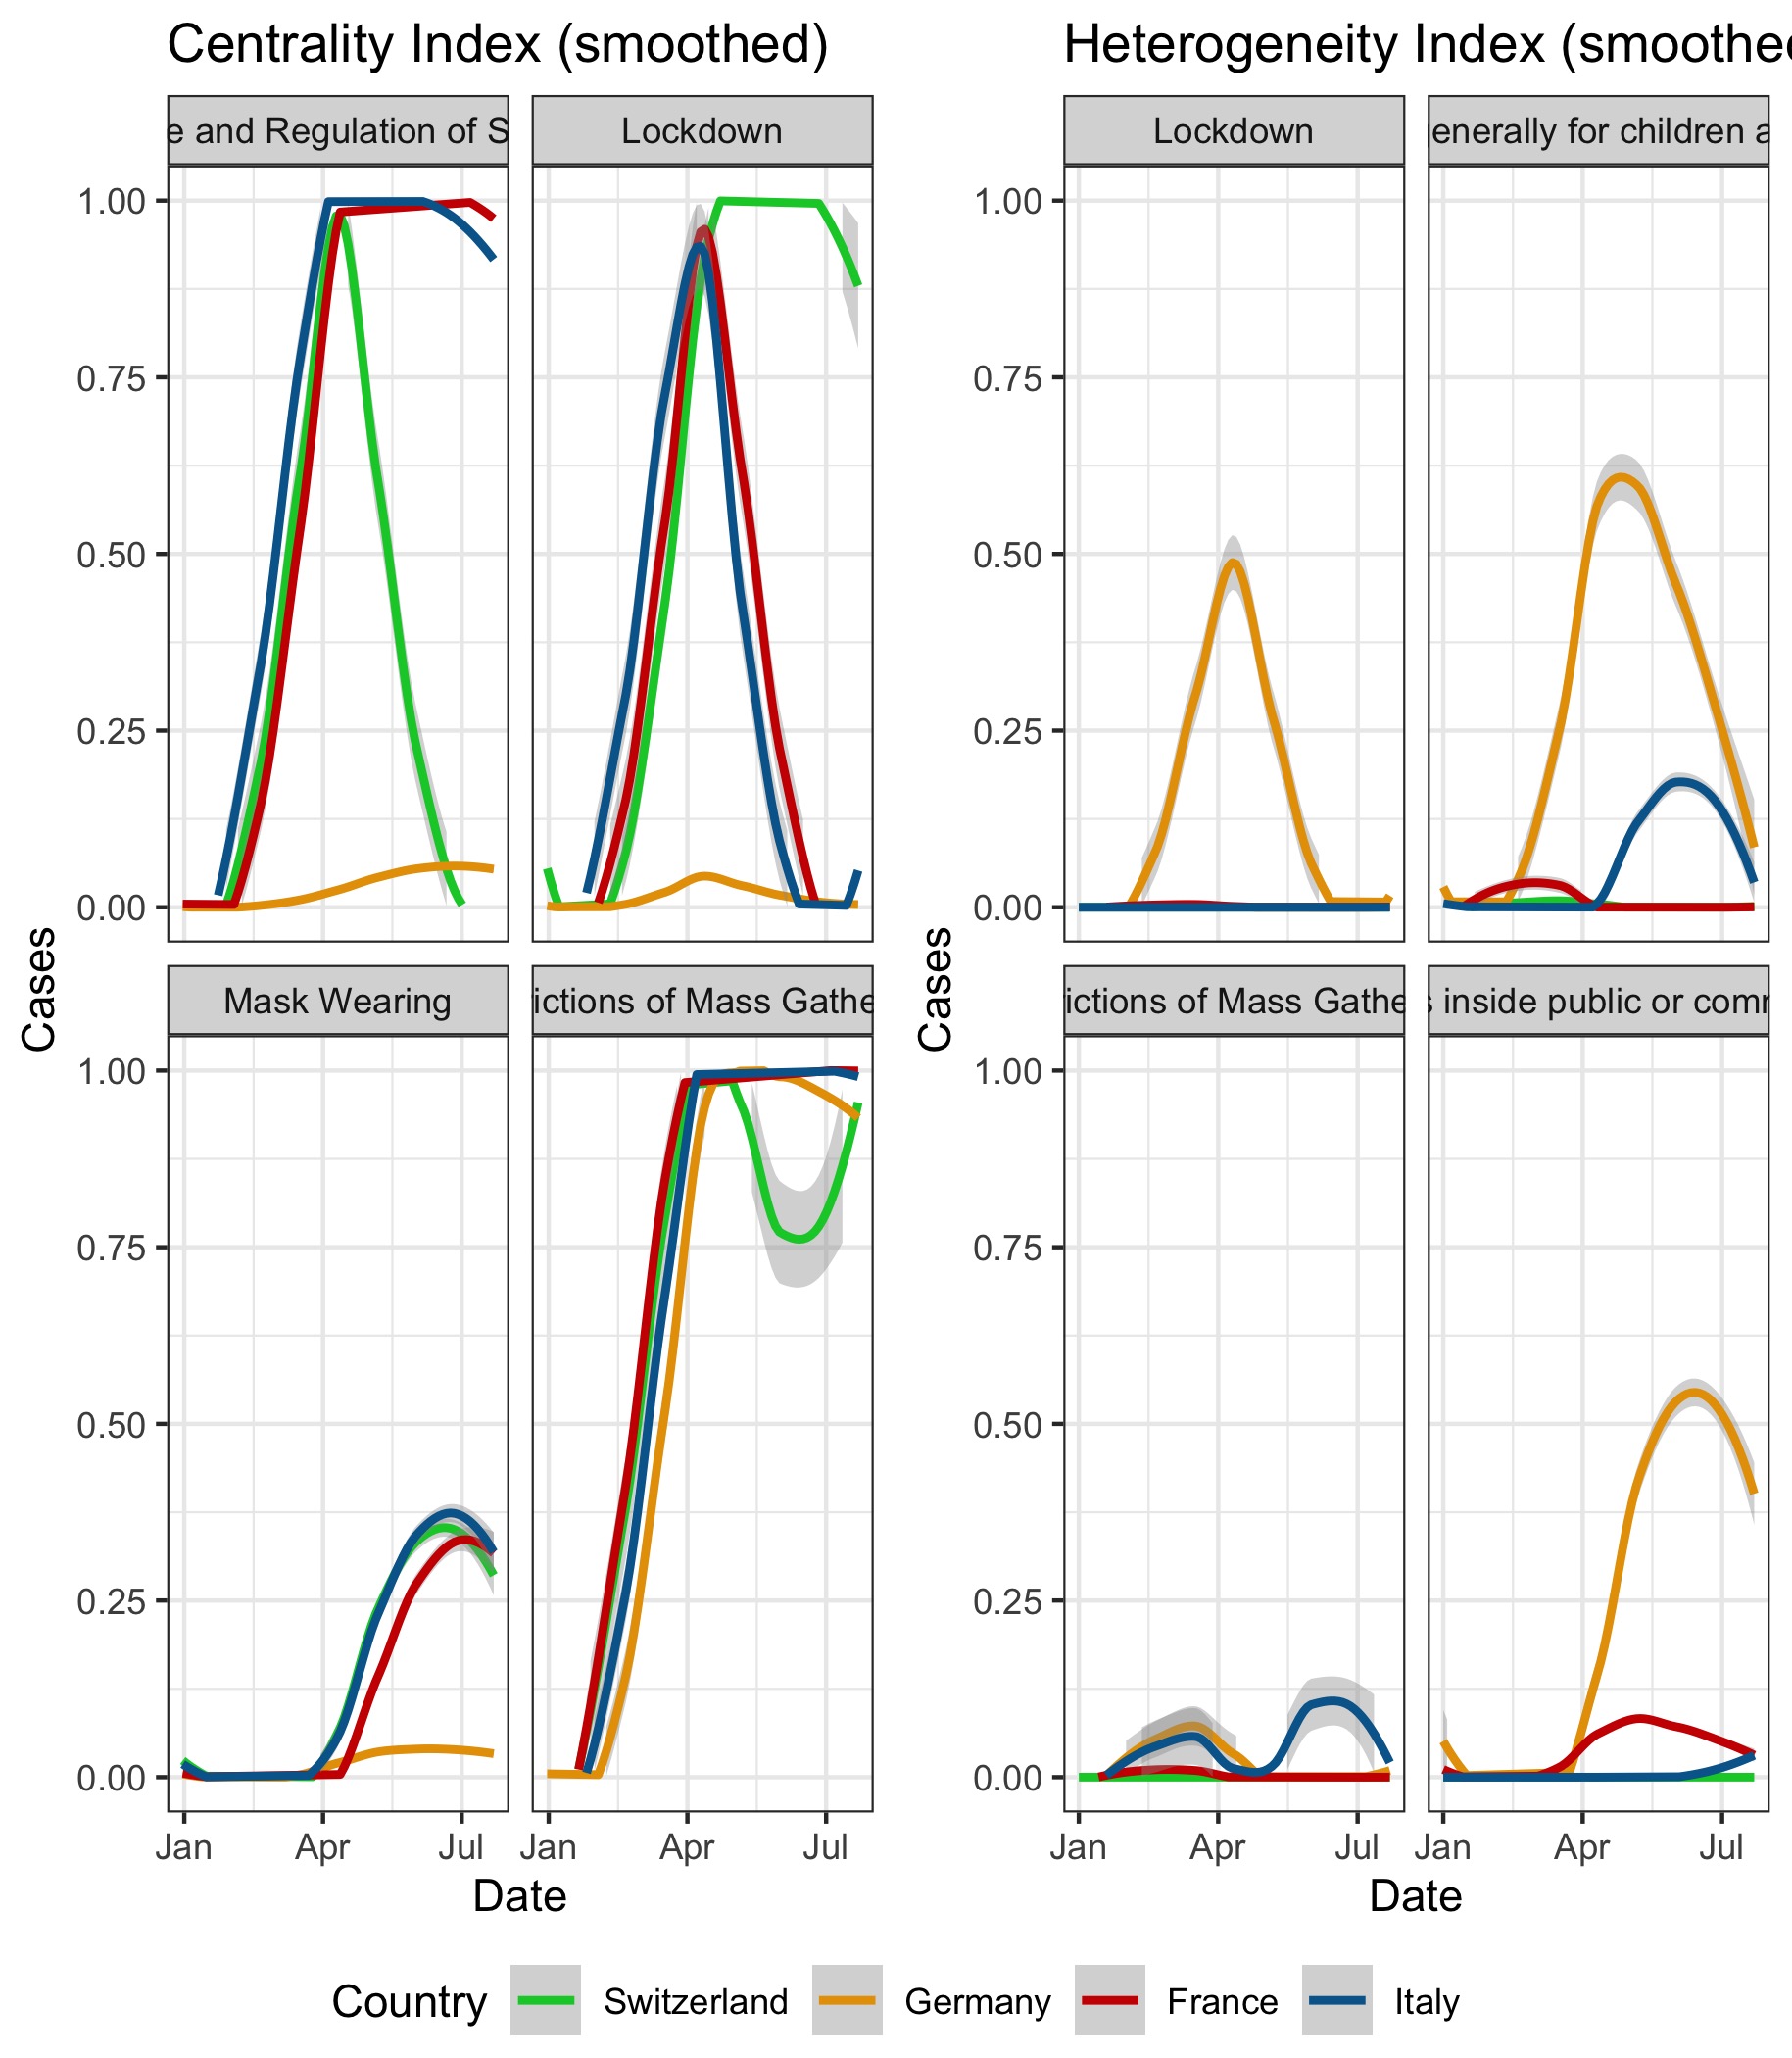 Centrality Index (smoothed)
Heterogeneity Index (smoothe
e and Regulation of S
Lockdown
Lockdown
enerally for children a
1.00
0.75
0.50
0.25
0.00
1.00
0.75
0.50
0.25
0.00
Cases
Cases
Mask Wearing
ictions of Mass Gathe
ictions of Mass Gathe
s inside public or com
1.00
0.75
0.50
0.25
0.00
1.00
0.75
0.50
0.25
0.00
Jan Apr Jul
Jan Apr Jul
Jan Apr Jul
Jan Apr Jul
Date
Date
Country Switzerland Germany France Italy